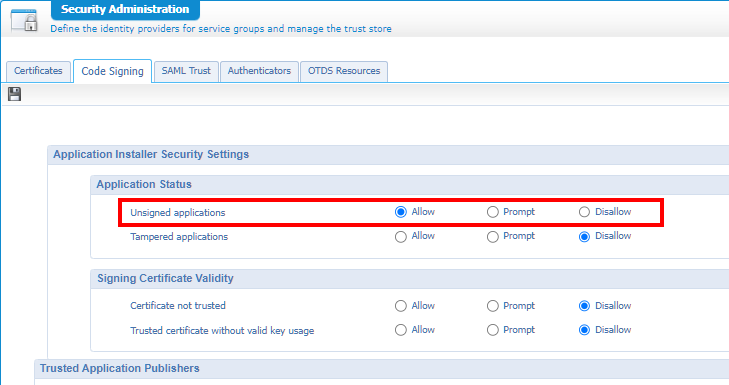 Security Administration
Define the identity providers for service groups and manage the trust store
Certificates Code Signing SAML Trust Authenticators OTDS Resources
Application Installer Security Settings
Application Status
Unsigned applications Allow Prompt Disallow
Tampered applications Allow Prompt Disallow
Signing Certificate Validity
Certificate not trusted Allow Prompt Disallow
Trusted certificate without valid key usage Allow Prompt Disallow
Trusted Application Publishers